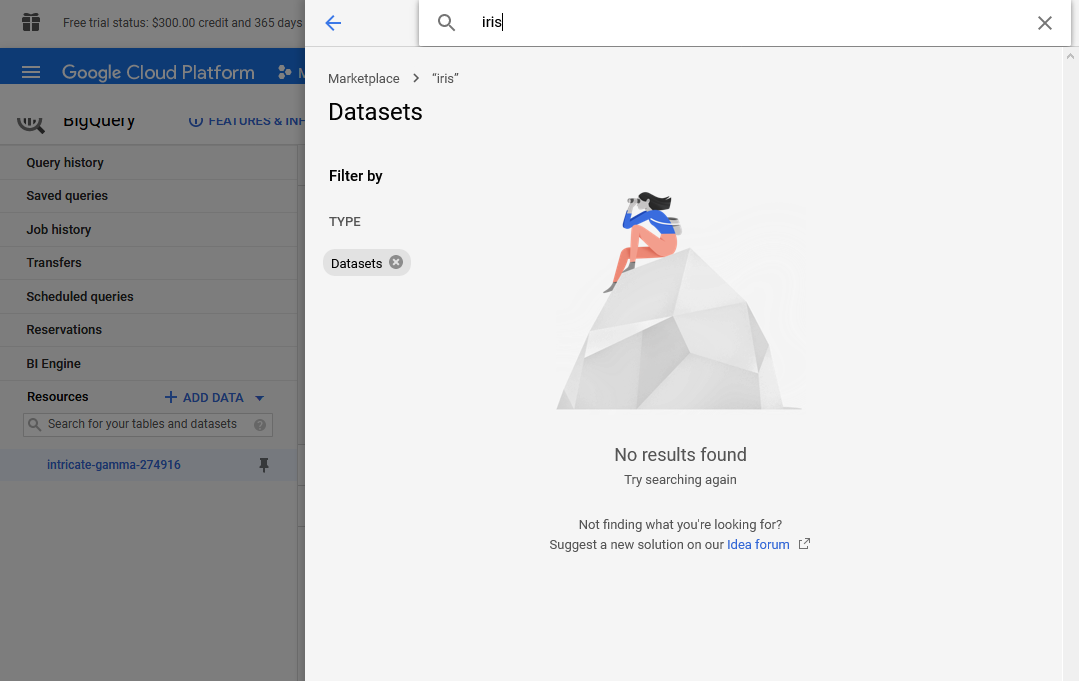 Free trial status: $300.00 credit and 365 days
iris
Google Cloud Platform
Marketplace > “iris”
Datasets
BigQuery
FEATURES & INF
Query history
Filter by
Saved queries
TYPE
Job history
Transfers
Datasets
Scheduled queries
Reservations
BI Engine
Resources
ADD DATA
Search for your tables and datasets
intricate-gamma-274916
No results found
Try searching again
Not finding what you're looking for?
Suggest a new solution on our Idea forum